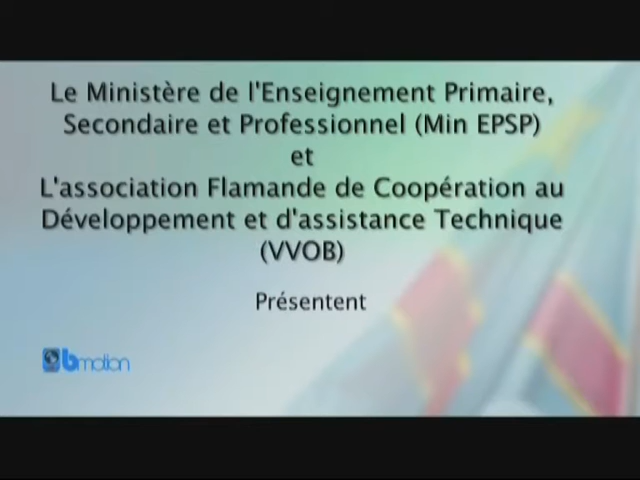 Le Ministère de l'Enseignement Primaire,
Secondaire et Professionnel (Min EPSP)
et
L'association Flamande de Coopération au
Développement et d'assistance Technique
(VVOB)
Présentent
bmotion